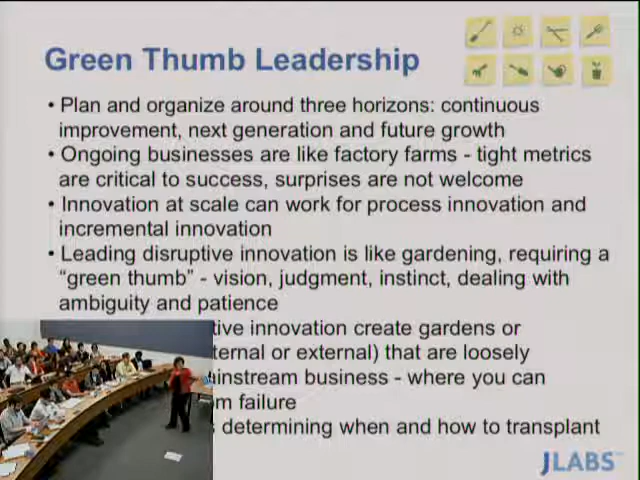 Green Thumb Leadership
• Plan and organize around three horizons: continuous
improvement, next generation and future growth
• Ongoing businesses are like factory farms - tight metrics
are critical to success, surprises are not welcome
• Innovation at scale can work for process innovation and
incremental innovation
• Leading disruptive innovation is like gardening, requiring a
“green thumb” - vision, judgment, instinct, dealing with
ambiguity and patience
tive innovation create gardens or
ternal or external) that are loosely
ainstream business - where you can
om failure
s determining when and how to transplant
JLABS